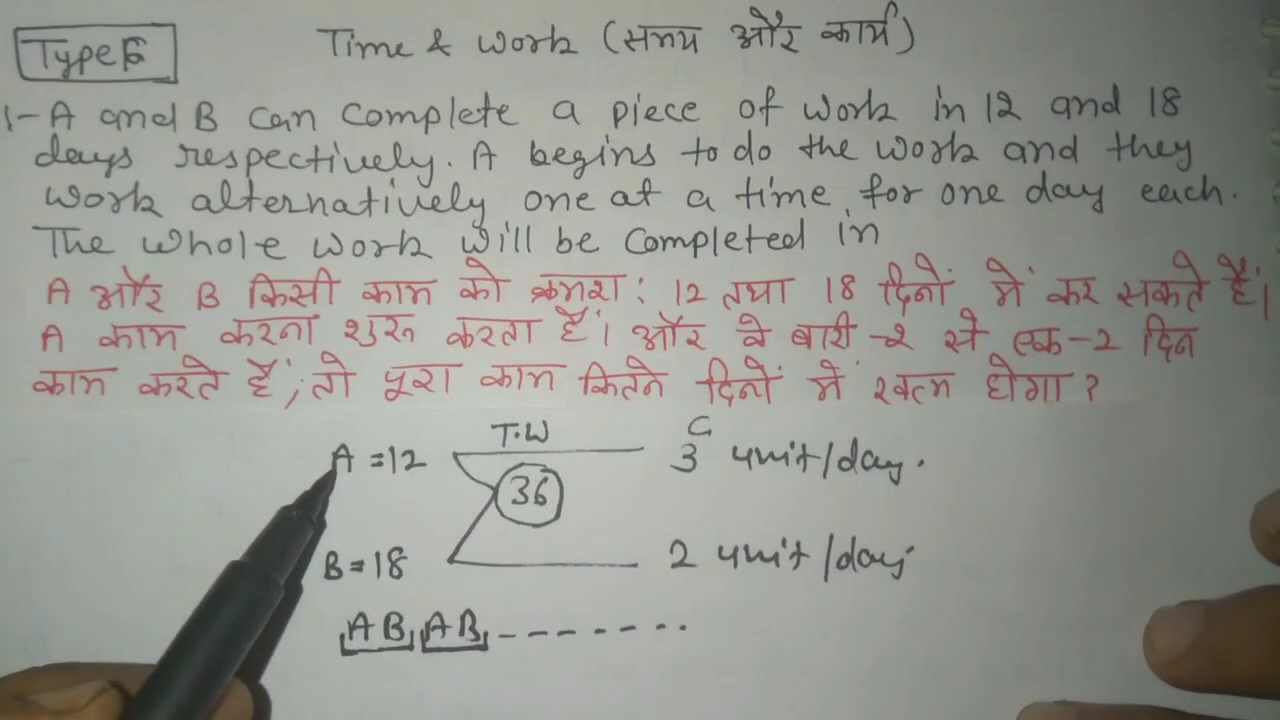 Type 6
Time & Work (समय और कार्य)
1- A and B can complete a piece of work in 12 and 18
days respectively. A begins to do the work and they
work alternatively one at a time for one day each.
The whole work will be completed in
A और B किसी काम को क्रमश: 12 तथा 18 दिनों में कर सकते हैं।
A काम करना शुरू करता है। और वे बारी-2 से एक-2 दिन
काम करते हैं, तो पूरा काम कितने दिनों में खत्म होगा?
T.W C
A = 12 36 3 unit/day.
B = 18 2 unit/day
AB AB --------